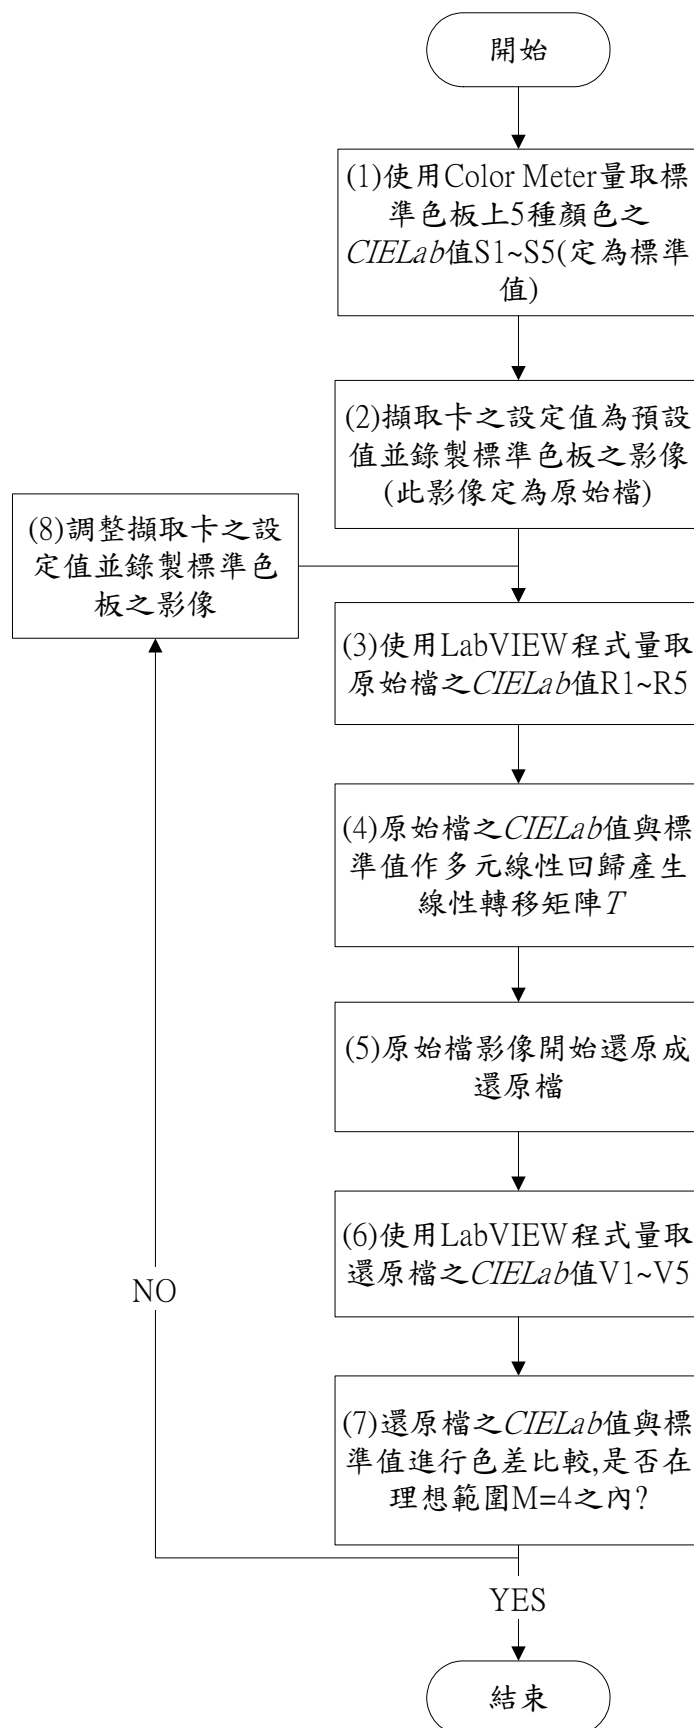 開始
(1)使用Color Meter量取標
準色板上5種顏色之
CIELab值S1~S5(定為標準
值)
(2)擷取卡之設定值為預設
值並錄製標準色板之影像
(此影像定為原始檔)
(8)調整擷取卡之設
定值並錄製標準色
板之影像
(3)使用LabVIEW程式量取
原始檔之CIELab值R1~R5
(4)原始檔之CIELab值與標
準值作多元線性回歸產生
線性轉移矩陣T
(5)原始檔影像開始還原成
還原檔
(6)使用LabVIEW程式量取
還原檔之CIELab值V1~V5
NO
(7)還原檔之CIELab值與標
準值進行色差比較,是否在
理想範圍M=4之內?
YES
結束